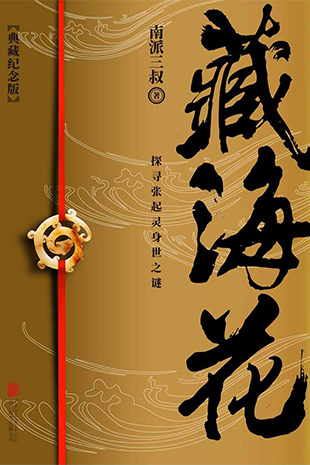 【典藏纪念版】
南派三叔 著
藏海花
探寻张起灵身世之谜